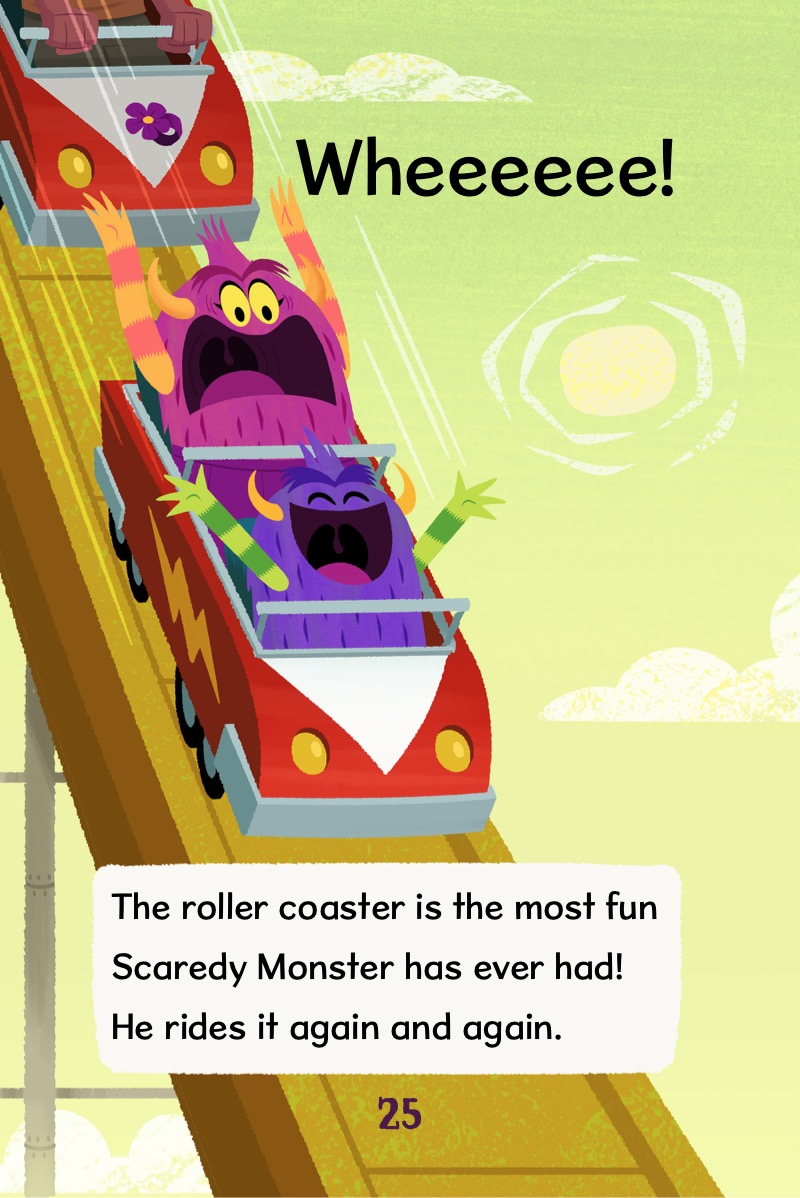 Wheeeeeee!
The roller coaster is the most fun
Scaredy Monster has ever had!
He rides it again and again.
25